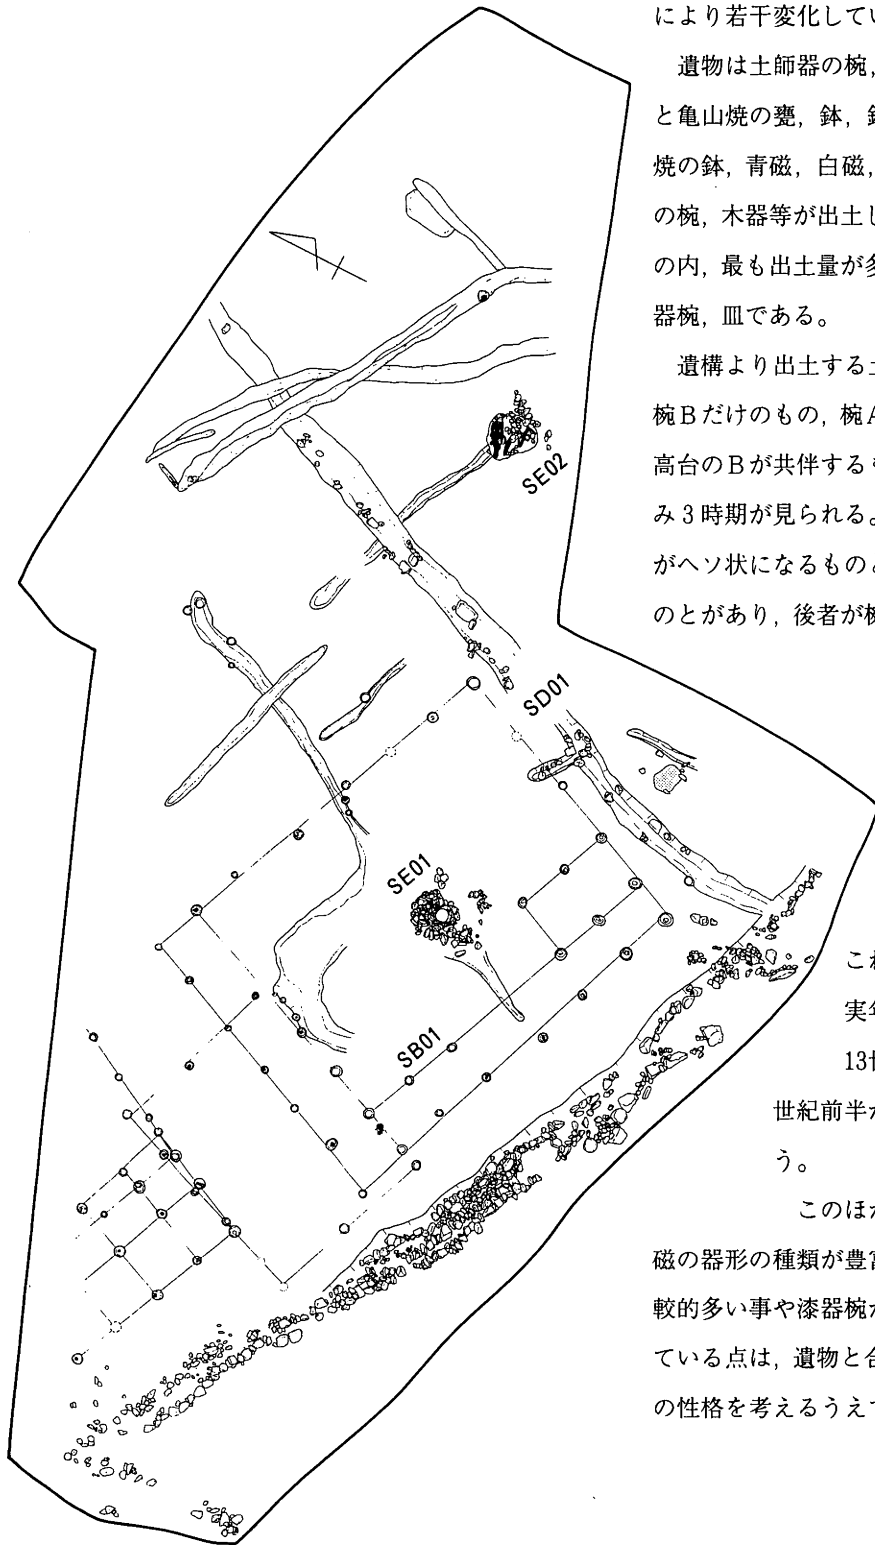 により若干変化してい
遺物は土師器の椀,
と亀山焼の甕, 鉢,
焼の鉢, 青磁, 白磁,
の椀, 木器等が出土し
の内, 最も出土量が多
器椀, 皿である。
遺構より出土する土
椀Bだけのもの, 椀A
高台のBが共伴する
み3時期が見られる。
がヘソ状になるもの
のとがあり, 後者が椀
SE02
SD01
SE01
SB01
これ
実年
13世
世紀前半か
う。
このほか
磁の器形の種類が豊富
較的多い事や漆器椀が
ている点は, 遺物と合
の性格を考えるうえで